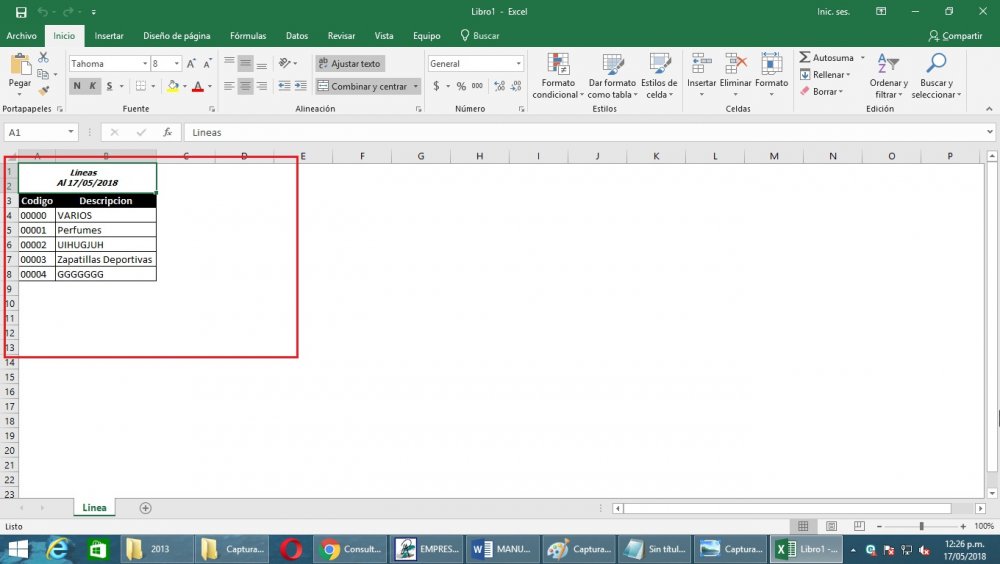 Libro1 - Excel
Inic. ses.
Archivo Inicio Insertar Diseño de página Fórmulas Datos Revisar Vista Equipo Buscar Compartir
Pegar
Tahoma 8
N K S
Ajustar texto
Combinar y centrar
General
$ % 000
Formato condicional
Dar formato como tabla
Estilos de celda
Insertar Eliminar Formato
Autosuma
Rellenar
Borrar
Ordenar y filtrar
Buscar y seleccionar
Portapapeles Fuente Alineación Número Estilos Celdas Edición
A1 fx Lineas
A B C D E F G H I J K L M N O P
1 Lineas
2 Al 17/05/2018
3 Codigo Descripcion
4 00000 VARIOS
5 00001 Perfumes
6 00002 UIHUGJUH
7 00003 Zapatillas Deportivas
8 00004 GGGGGGG
9
10
11
12
13
14
15
16
17
18
19
20
21
22
23
Linea
Listo 100%
2013 Captura... Consult... EMPRES... MANU... Captura... Sin títul... Captura... Libro1 -...
12:26 p.m.
17/05/2018